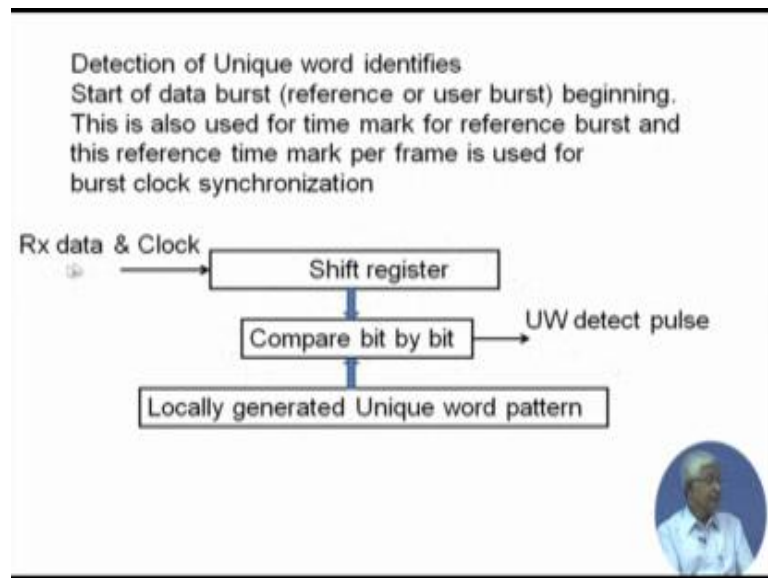 Detection of Unique word identifies
Start of data burst (reference or user burst) beginning.
This is also used for time mark for reference burst and
this reference time mark per frame is used for
burst clock synchronization
Rx data & Clock
Shift register
Compare bit by bit
UW detect pulse
Locally generated Unique word pattern